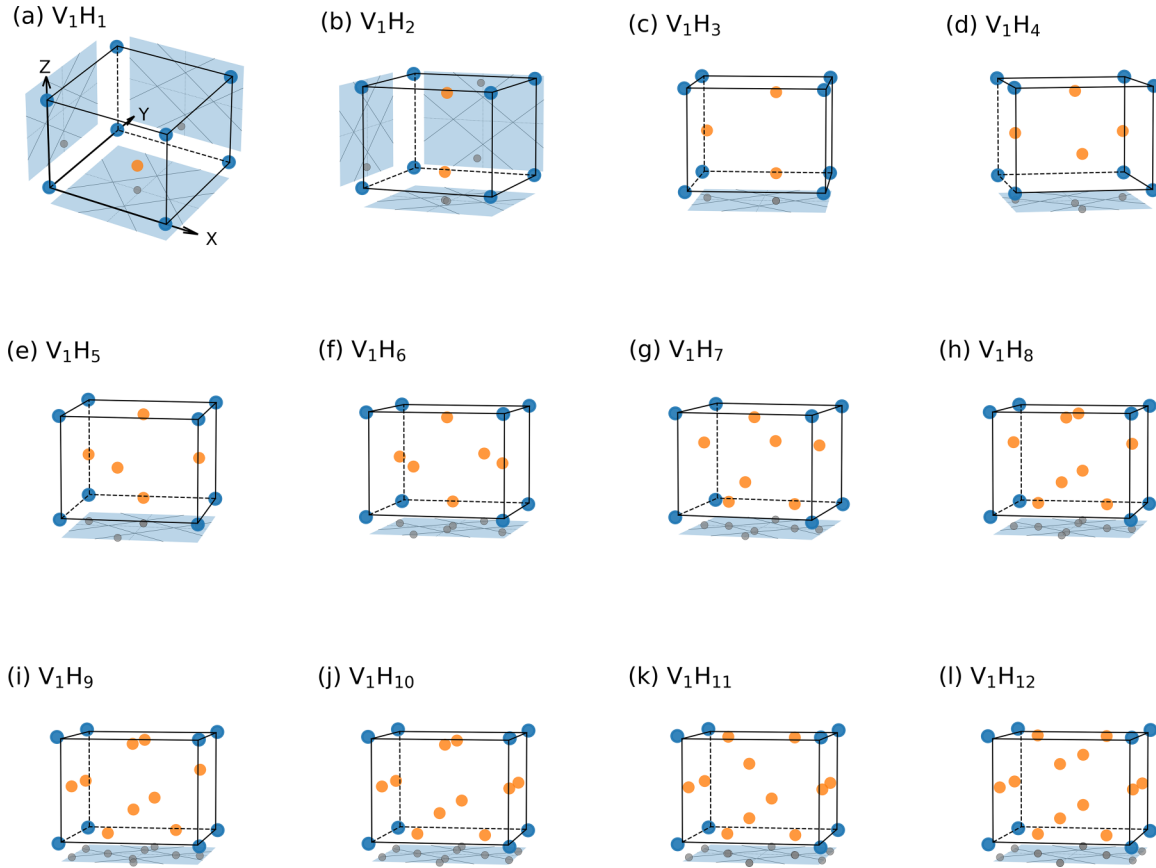 (a) V₁H₁
(b) V₁H₂
(c) V₁H₃
(d) V₁H₄
Z
Y
X
(e) V₁H₅
(f) V₁H₆
(g) V₁H₇
(h) V₁H₈
(i) V₁H₉
(j) V₁H₁₀
(k) V₁H₁₁
(l) V₁H₁₂